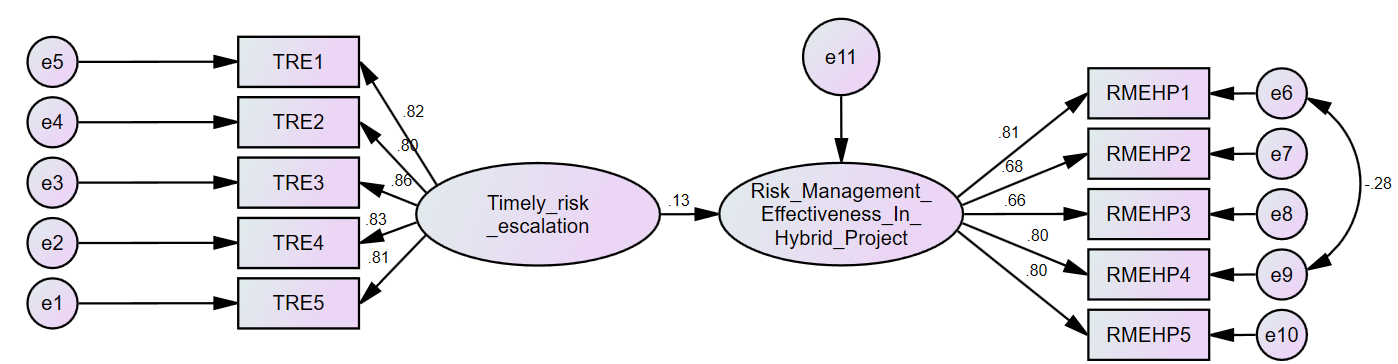 e5
TRE1
.82
e4
TRE2
.80
e3
TRE3
.86
e2
TRE4
.83
e1
TRE5
.81
Timely_risk
_escalation
.13
e11
Risk_Management_
Effectiveness_In_
Hybrid_Project
.81
RMEHP1
e6
.68
RMEHP2
e7
.66
RMEHP3
e8
.80
RMEHP4
e9
.80
RMEHP5
e10
-.28